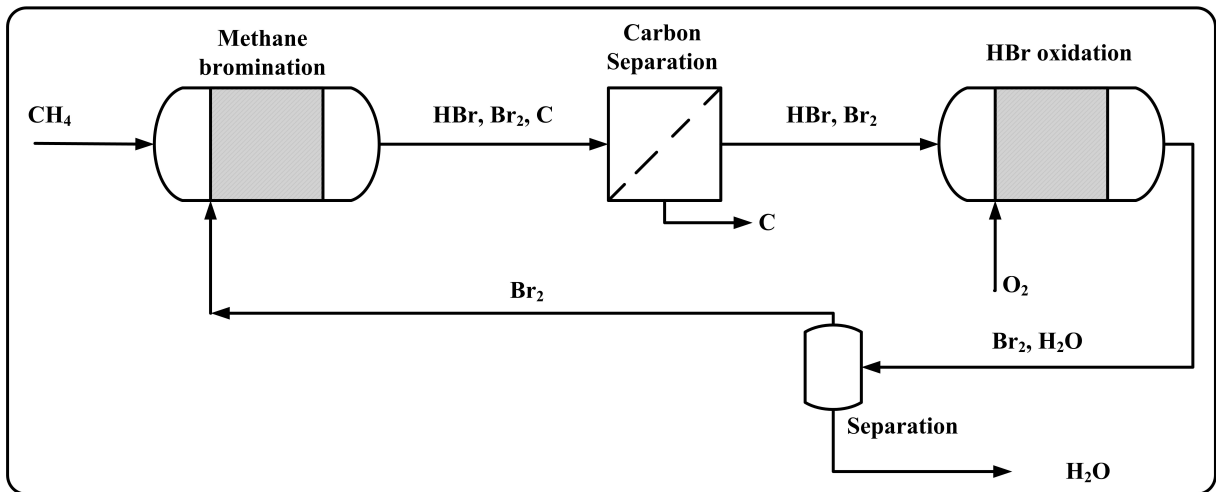 Methane
bromination
Carbon
Separation
HBr oxidation
CH₄
HBr, Br₂, C
HBr, Br₂
C
O₂
Br₂
Br₂, H₂O
Separation
H₂O